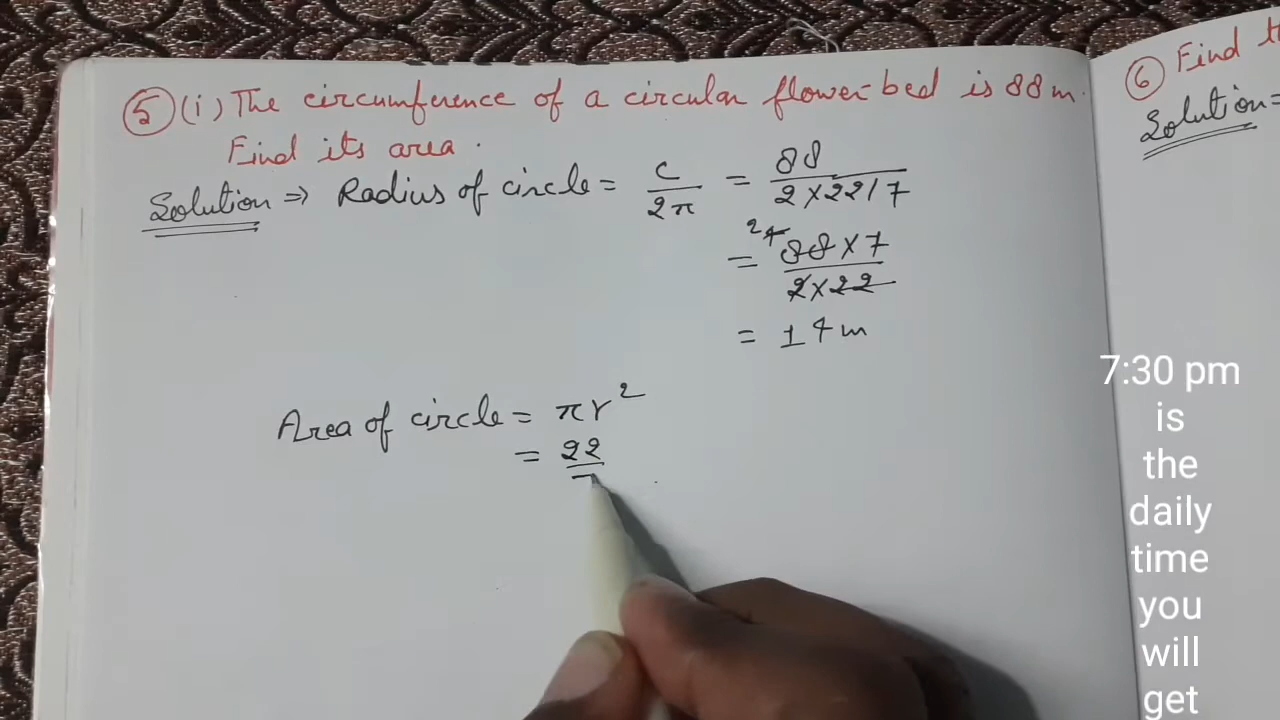 5 (i) The circumference of a circular flower bed is 88 m.
Find its area.
Solution ⇒ Radius of circle = C/2π = 88/(2×22/7)
= 88×7/(2×22)
24
= 14 m
Area of circle = πr²
= 22/7
6 Find
Solution =
7:30 pm
is
the
daily
time
you
will
get